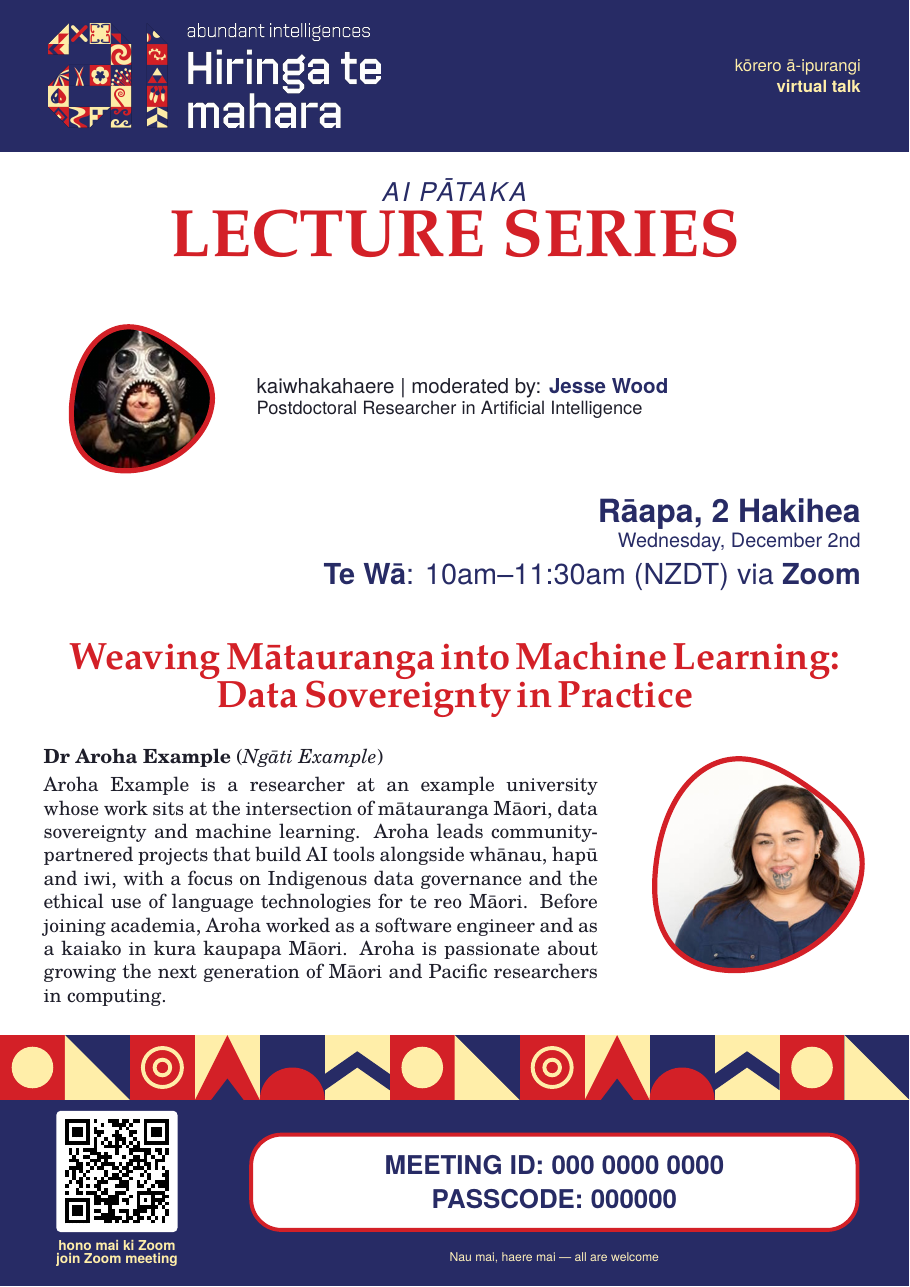 abundant intelligences
Hiringa te
mahara
kōrero ā-ipurangi
virtual talk
AI PĀTAKA
LECTURE SERIES
kaiwhakahaere | moderated by: Jesse Wood
Postdoctoral Researcher in Artificial Intelligence
Rāapa, 2 Hakihea
Wednesday, December 2nd
Te Wā: 10am–11:30am (NZDT) via Zoom
Weaving Mātauranga into Machine Learning:
Data Sovereignty in Practice
Dr Aroha Example (Ngāti Example)
Aroha Example is a researcher at an example university
whose work sits at the intersection of mātauranga Māori, data
sovereignty and machine learning. Aroha leads community-
partnered projects that build AI tools alongside whānau, hapū
and iwi, with a focus on Indigenous data governance and the
ethical use of language technologies for te reo Māori. Before
joining academia, Aroha worked as a software engineer and as
a kaiako in kura kaupapa Māori. Aroha is passionate about
growing the next generation of Māori and Pacific researchers
in computing.
MEETING ID: 000 0000 0000
PASSCODE: 000000
hono mai ki Zoom
join Zoom meeting
Nau mai, haere mai — all are welcome